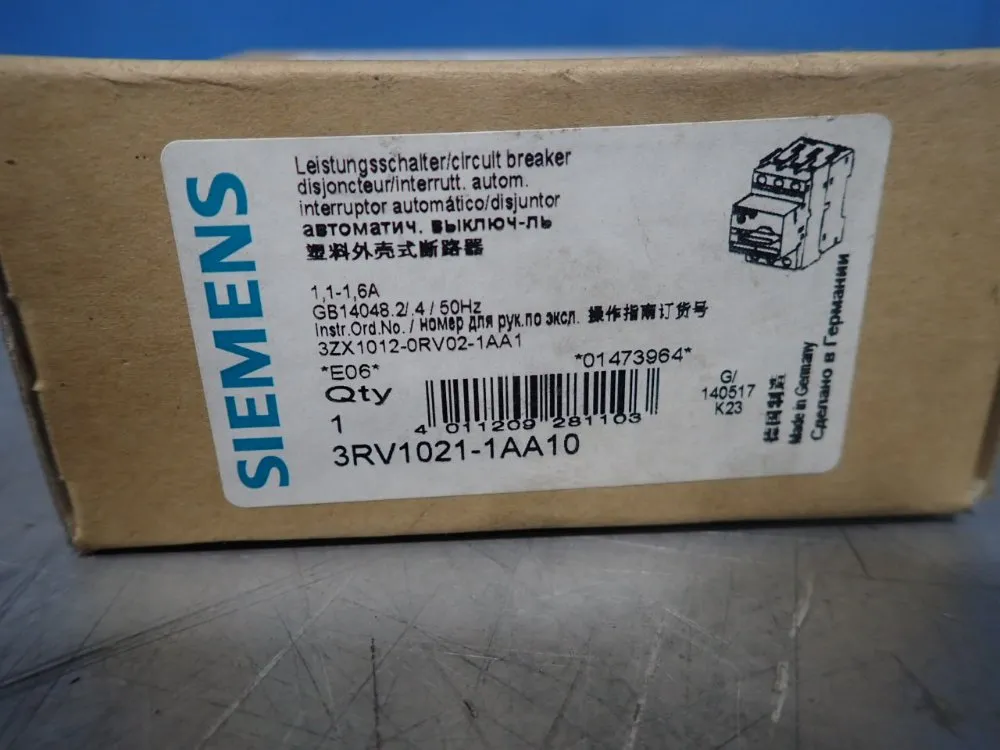 SIEMENS
Leistungsschalter/circuit breaker
disjoncteur/interrutt. autom.
interruptor automático/disjuntor
автоматич. выключ-ль
塑料外壳式断路器
1,1-1,6A
GB14048.2/.4/50Hz
Instr.Ord.No./ номер для рук.по эксл. 操作指南订货号
3ZX1012-0RV02-1AA1
*E06*
*01473964*
Qty
1
4 011209 281103
3RV1021-1AA10
G/
140517
K23
德国制造
Made in Germany
Сделано в Германии